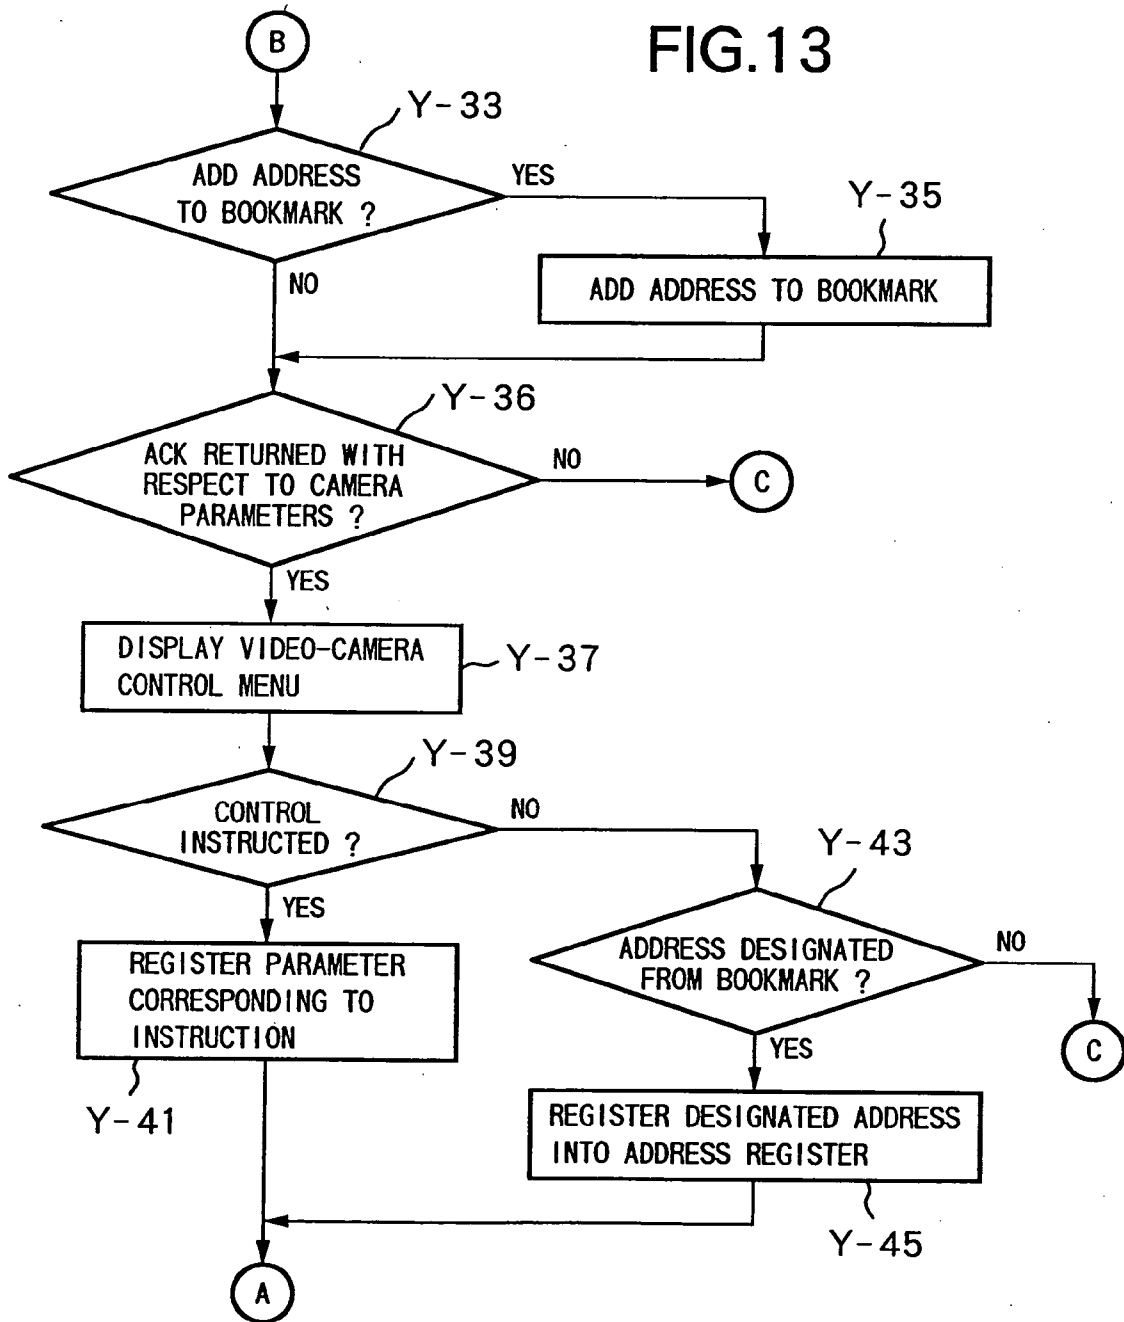 B
FIG.13
Y-33
ADD ADDRESS
TO BOOKMARK ?
YES
NO
Y-35
ADD ADDRESS TO BOOKMARK
Y-36
ACK RETURNED WITH
RESPECT TO CAMERA
PARAMETERS ?
NO
C
YES
DISPLAY VIDEO-CAMERA
CONTROL MENU
Y-37
Y-39
CONTROL
INSTRUCTED ?
NO
YES
Y-43
ADDRESS DESIGNATED
FROM BOOKMARK ?
NO
C
YES
REGISTER PARAMETER
CORRESPONDING TO
INSTRUCTION
Y-41
REGISTER DESIGNATED ADDRESS
INTO ADDRESS REGISTER
Y-45
A